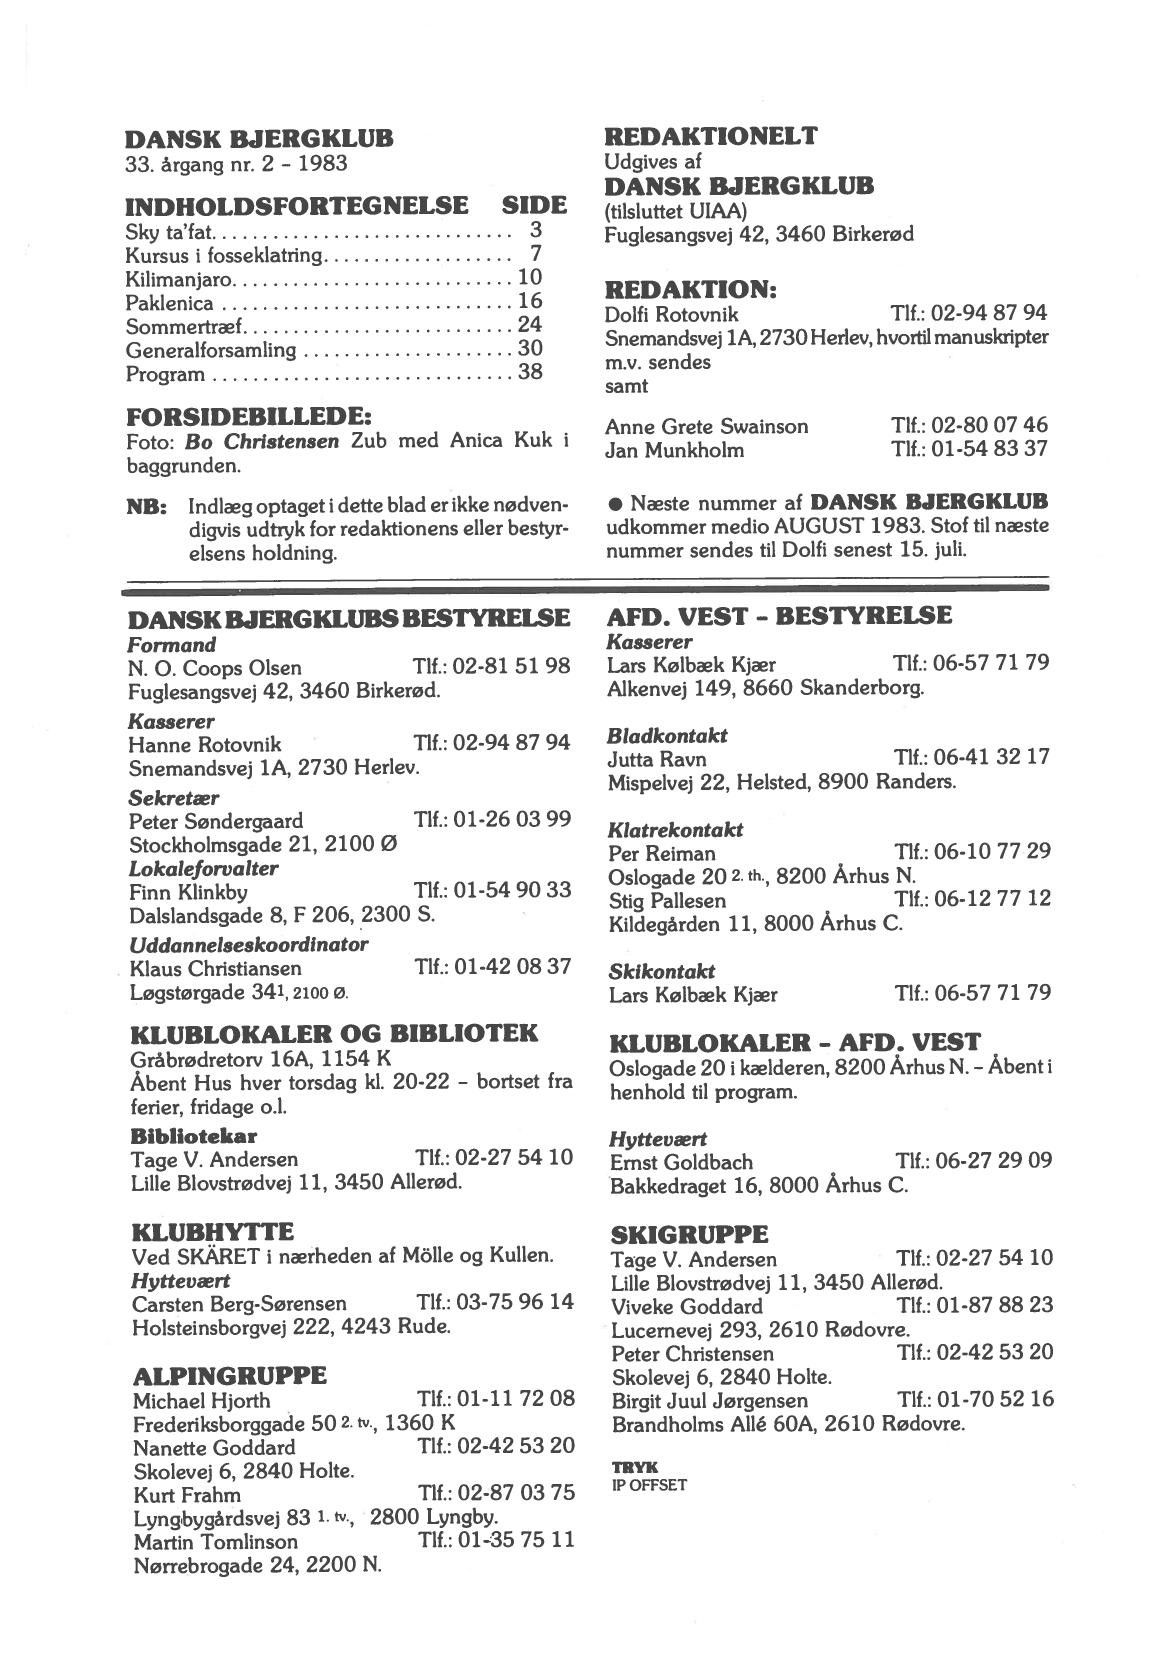 DANSK BJERGKLUB
33. årgang nr. 2 – 1983
INDHOLDSFORTEGNELSE SIDE
Sky ta'fat. . . . . . . . . . . . . . . . . . . . . . . . . . . . . . 3
Kursus i fosseklatring. . . . . . . . . . . . . . . . . . . 7
Kilimanjaro. . . . . . . . . . . . . . . . . . . . . . . . . . . . 10
Paklenica . . . . . . . . . . . . . . . . . . . . . . . . . . . . . 16
Sommertræf. . . . . . . . . . . . . . . . . . . . . . . . . . . 24
Generalforsamling . . . . . . . . . . . . . . . . . . . . . 30
Program . . . . . . . . . . . . . . . . . . . . . . . . . . . . . . 38
FORSIDEBILLEDE:
Foto: Bo Christensen Zub med Anica Kuk i
baggrunden.
NB: Indlæg optaget i dette blad er ikke nødven-
digvis udtryk for redaktionens eller bestyr-
elsens holdning.
REDAKTIONELT
Udgives af
DANSK BJERGKLUB
(tilsluttet UIAA)
Fuglesangsvej 42, 3460 Birkerød
REDAKTION:
Dolfi Rotovnik Tlf.: 02-94 87 94
Snemandsvej 1A, 2730 Herlev, hvortil manuskripter
m.v. sendes
samt
Anne Grete Swainson Tlf.: 02-80 07 46
Jan Munkholm Tlf.: 01-54 83 37
● Næste nummer af DANSK BJERGKLUB
udkommer medio AUGUST 1983. Stof til næste
nummer sendes til Dolfi senest 15. juli.
DANSK BJERGKLUBS BESTYRELSE
Formand
N. O. Coops Olsen Tlf.: 02-81 51 98
Fuglesangsvej 42, 3460 Birkerød.
Kasserer
Hanne Rotovnik Tlf.: 02-94 87 94
Snemandsvej 1A, 2730 Herlev.
Sekretær
Peter Søndergaard Tlf.: 01-26 03 99
Stockholmsgade 21, 2100 Ø
Lokaleforvalter
Finn Klinkby Tlf.: 01-54 90 33
Dalslandsgade 8, F 206, 2300 S.
Uddannelseskoordinator
Klaus Christiansen Tlf.: 01-42 08 37
Løgstørgade 34¹, 2100 Ø.
KLUBLOKALER OG BIBLIOTEK
Gråbrødretorv 16A, 1154 K
Åbent Hus hver torsdag kl. 20-22 – bortset fra
ferier, fridage o.l.
Bibliotekar
Tage V. Andersen Tlf.: 02-27 54 10
Lille Blovstrødvej 11, 3450 Allerød.
KLUBHYTTE
Ved SKÄRET i nærheden af Mölle og Kullen.
Hyttevært
Carsten Berg-Sørensen Tlf.: 03-75 96 14
Holsteinsborgvej 222, 4243 Rude.
ALPINGRUPPE
Michael Hjorth Tlf.: 01-11 72 08
Frederiksborggade 50 2. tv., 1360 K
Nanette Goddard Tlf.: 02-42 53 20
Skolevej 6, 2840 Holte.
Kurt Frahm Tlf.: 02-87 03 75
Lyngbygårdsvej 83 1. tv., 2800 Lyngby.
Martin Tomlinson Tlf.: 01-35 75 11
Nørrebrogade 24, 2200 N.
AFD. VEST – BESTYRELSE
Kasserer
Lars Kølbæk Kjær Tlf.: 06-57 71 79
Alkenvej 149, 8660 Skanderborg.
Bladkontakt
Jutta Ravn Tlf.: 06-41 32 17
Mispelvej 22, Helsted, 8900 Randers.
Klatrekontakt
Per Reiman Tlf.: 06-10 77 29
Oslogade 20 2. th., 8200 Århus N.
Stig Pallesen Tlf.: 06-12 77 12
Kildegården 11, 8000 Århus C.
Skikontakt
Lars Kølbæk Kjær Tlf.: 06-57 71 79
KLUBLOKALER – AFD. VEST
Oslogade 20 i kælderen, 8200 Århus N. – Åbent i
henhold til program.
Hyttevært
Ernst Goldbach Tlf.: 06-27 29 09
Bakkedraget 16, 8000 Århus C.
SKIGRUPPE
Tage V. Andersen Tlf.: 02-27 54 10
Lille Blovstrødvej 11, 3450 Allerød.
Viveke Goddard Tlf.: 01-87 88 23
Lucernevej 293, 2610 Rødovre.
Peter Christensen Tlf.: 02-42 53 20
Skolevej 6, 2840 Holte.
Birgit Juul Jørgensen Tlf.: 01-70 52 16
Brandholms Allé 60A, 2610 Rødovre.
TRYK
IP OFFSET